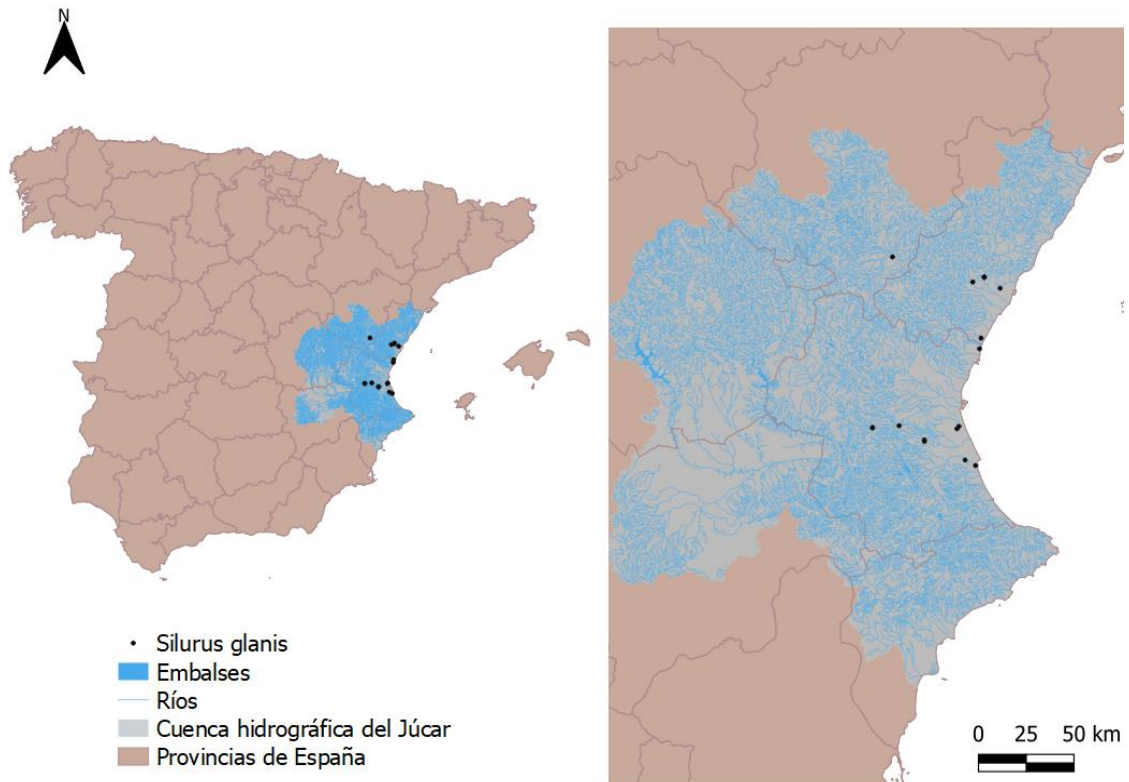 N
Silurus glanis
Embalses
Ríos
Cuenca hidrográfica del Júcar
Provincias de España
0 25 50 km